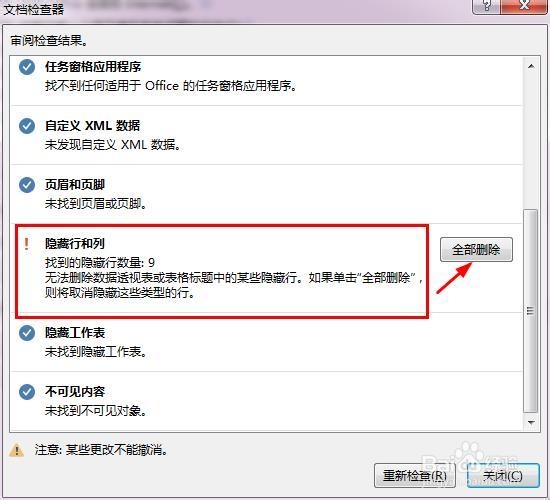 文档检查器
审阅检查结果。
任务窗格应用程序
找不到任何适用于 Office 的任务窗格应用程序。
自定义 XML 数据
未发现自定义 XML 数据。
页眉和页脚
未找到页眉或页脚。
隐藏行和列
找到的隐藏行数量: 9
无法删除数据透视表或表格标题中的某些隐藏行。如果单击“全部删除”，
则将取消隐藏这些类型的行。
全部删除
隐藏工作表
未找到隐藏工作表。
不可见内容
未找到不可见对象。
注意: 某些更改不能撤消。
重新检查(R)
关闭(C)
Baidu 经验